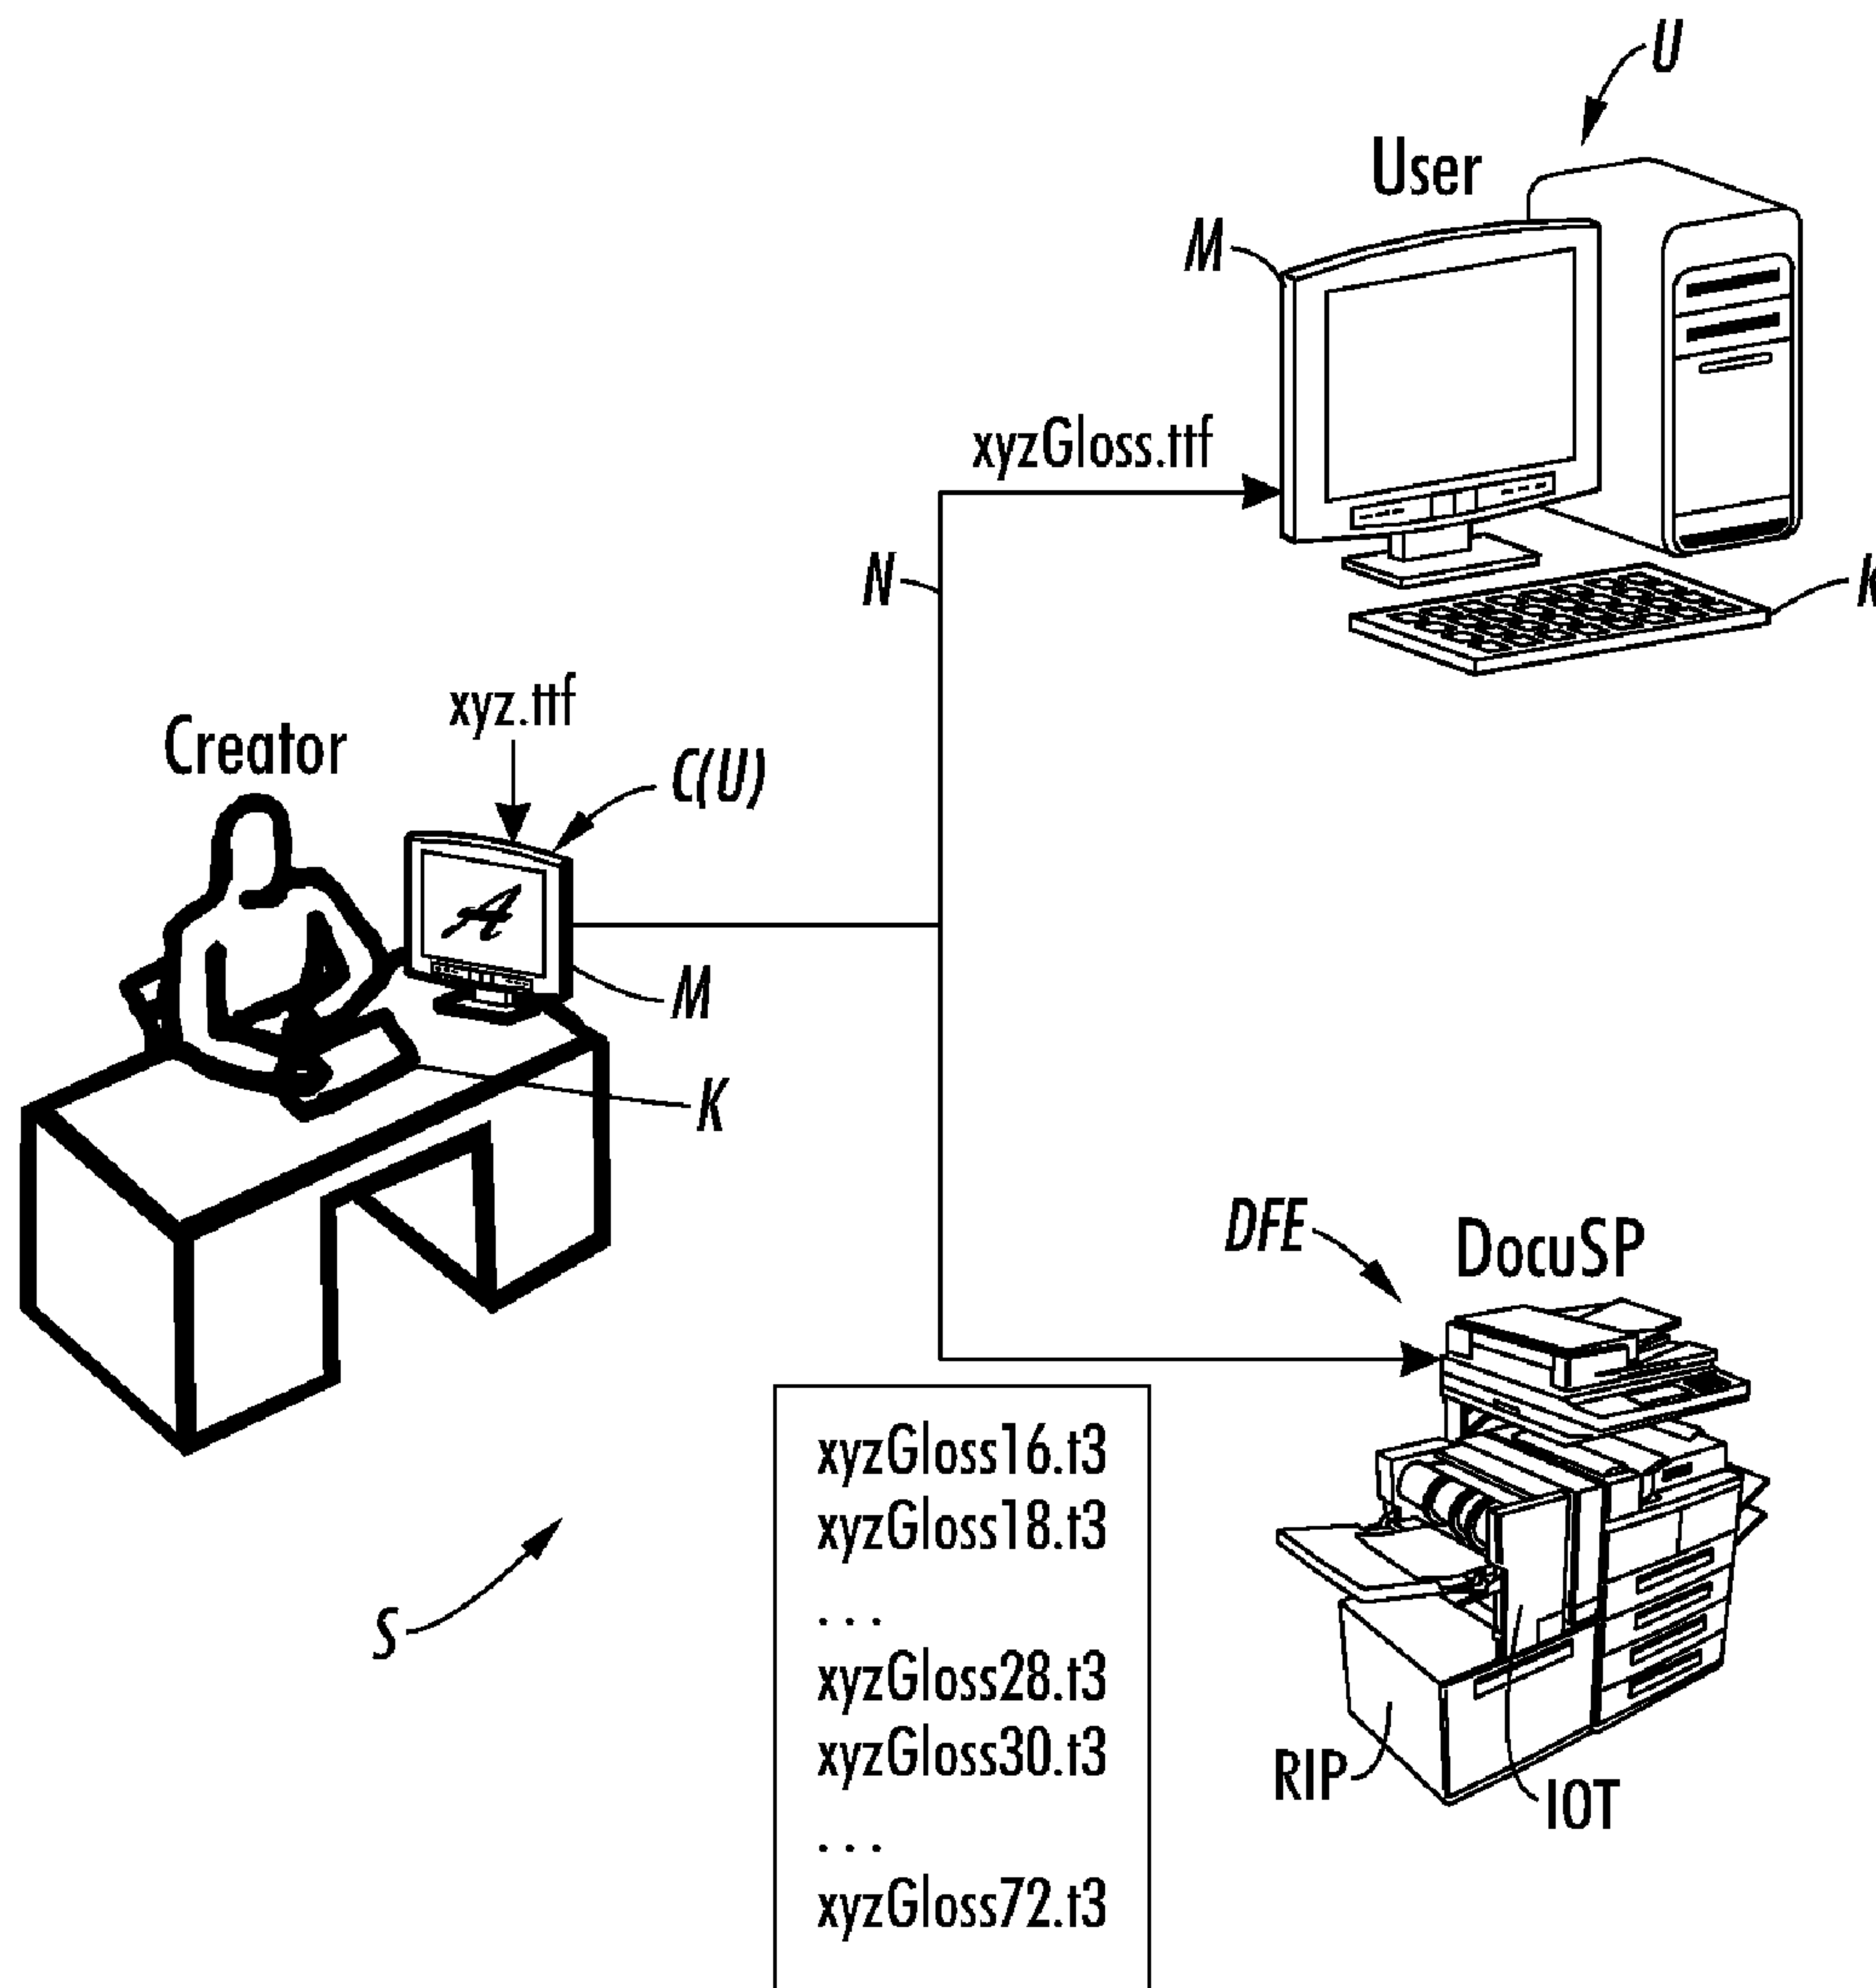 U
User
M
xyzGloss.ttf
N
K
xyz.ttf
Creator
C(U)
A
M
K
DFE
DocuSP
xyzGloss16.t3
xyzGloss18.t3
. . .
xyzGloss28.t3
xyzGloss30.t3
. . .
xyzGloss72.t3
S
RIP
IOT